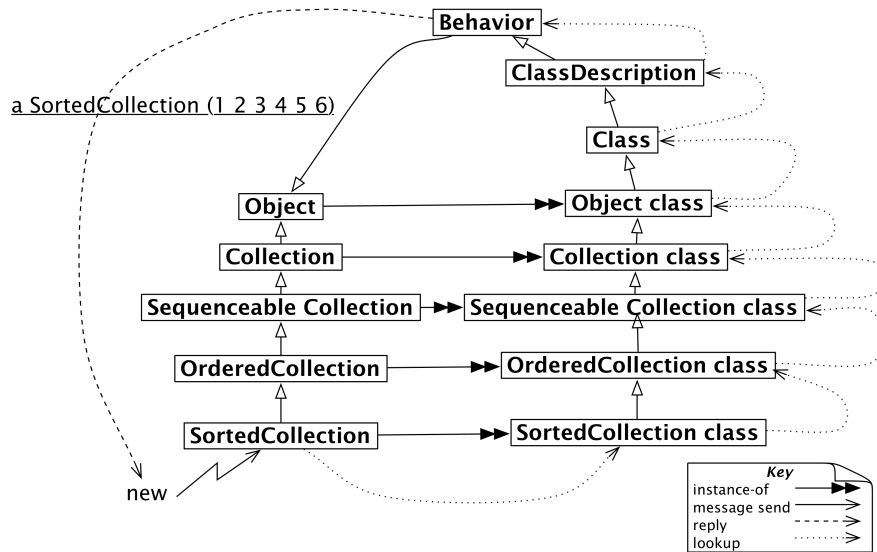 Behavior
ClassDescription
a SortedCollection (1 2 3 4 5 6)
Class
Object
Object class
Collection
Collection class
Sequenceable Collection
Sequenceable Collection class
OrderedCollection
OrderedCollection class
SortedCollection
SortedCollection class
new
Key
instance-of
message send
reply
lookup